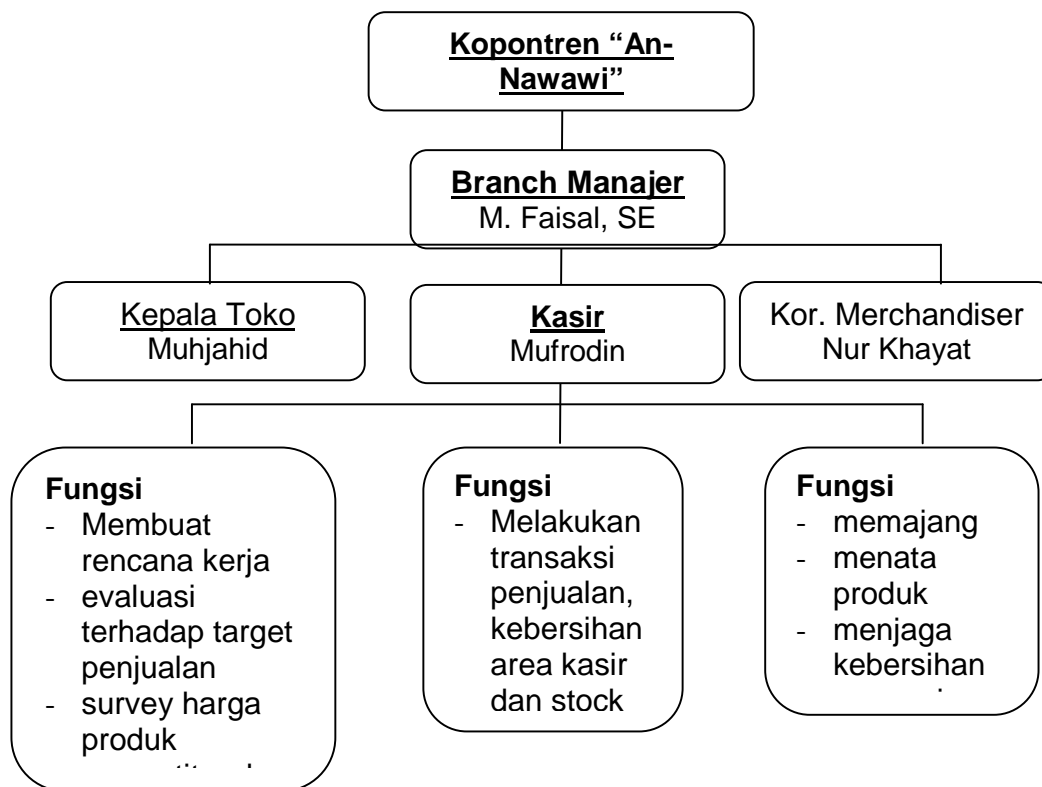 Kopontren “An-
Nawawi”
Branch Manajer
M. Faisal, SE
Kepala Toko
Muhjahid
Kasir
Mufrodin
Kor. Merchandiser
Nur Khayat
Fungsi
- Membuat
rencana kerja
- evaluasi
terhadap target
penjualan
- survey harga
produk
Fungsi
- Melakukan
transaksi
penjualan,
kebersihan
area kasir
dan stock
Fungsi
- memajang
- menata
produk
- menjaga
kebersihan